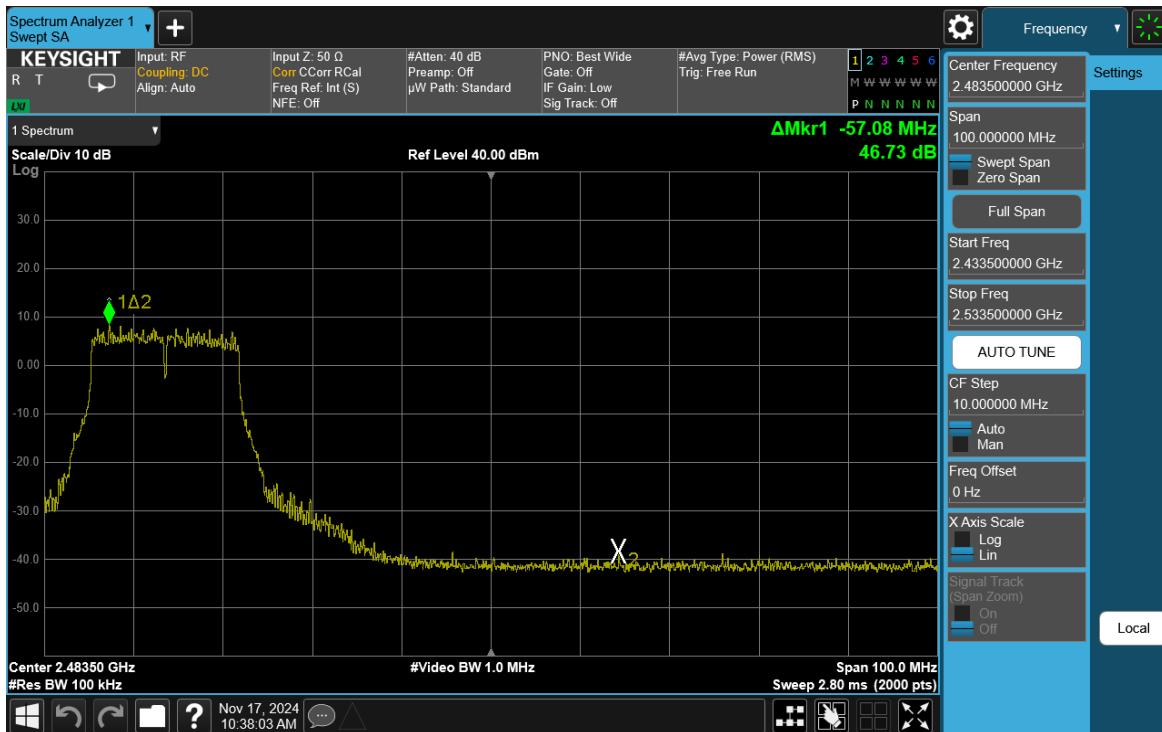 Spectrum Analyzer 1
Swept SA
+
Frequency
KEYSIGHT
R T
LXI
Input: RF
Coupling: DC
Align: Auto
Input Z: 50 Ω
Corr CCorr RCal
Freq Ref: Int (S)
NFE: Off
#Atten: 40 dB
Preamp: Off
µW Path: Standard
PNO: Best Wide
Gate: Off
IF Gain: Low
Sig Track: Off
#Avg Type: Power (RMS)
Trig: Free Run
1 2 3 4 5 6
M W W W W W
P N N N N N
1 Spectrum
Scale/Div 10 dB
Log
Ref Level 40.00 dBm
ΔMkr1 -57.08 MHz
46.73 dB
30.0
20.0
10.0
0.00
-10.0
-20.0
-30.0
-40.0
-50.0
1Δ2
X2
Center 2.48350 GHz
#Res BW 100 kHz
#Video BW 1.0 MHz
Span 100.0 MHz
Sweep 2.80 ms (2000 pts)
Nov 17, 2024
10:38:03 AM
?
Center Frequency
2.483500000 GHz
Span
100.000000 MHz
Swept Span
Zero Span
Full Span
Start Freq
2.433500000 GHz
Stop Freq
2.533500000 GHz
AUTO TUNE
CF Step
10.000000 MHz
Auto
Man
Freq Offset
0 Hz
X Axis Scale
Log
Lin
Signal Track
(Span Zoom)
On
Off
Settings
Local